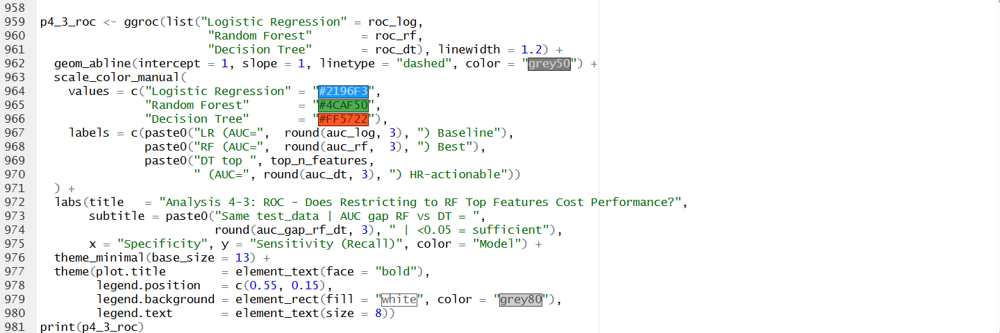 958
959 p4_3_roc <- ggroc(list("Logistic Regression" = roc_log,
960                         "Random Forest"       = roc_rf,
961                         "Decision Tree"       = roc_dt), linewidth = 1.2) +
962   geom_abline(intercept = 1, slope = 1, linetype = "dashed", color = "grey50") +
963   scale_color_manual(
964     values = c("Logistic Regression" = "#2196F3",
965                "Random Forest"       = "#4CAF50",
966                "Decision Tree"       = "#FF5722"),
967     labels = c(paste0("LR (AUC=",  round(auc_log, 3), ") Baseline"),
968                paste0("RF (AUC=",  round(auc_rf,  3), ") Best"),
969                paste0("DT top ", top_n_features,
970                       " (AUC=", round(auc_dt, 3), ") HR-actionable"))
971   ) +
972   labs(title   = "Analysis 4-3: ROC - Does Restricting to RF Top Features Cost Performance?",
973        subtitle = paste0("Same test_data | AUC gap RF vs DT = ",
974                          round(auc_gap_rf_dt, 3), " | <0.05 = sufficient"),
975        x = "Specificity", y = "Sensitivity (Recall)", color = "Model") +
976   theme_minimal(base_size = 13) +
977   theme(plot.title        = element_text(face = "bold"),
978         legend.position   = c(0.55, 0.15),
979         legend.background = element_rect(fill = "white", color = "grey80"),
980         legend.text       = element_text(size = 8))
981 print(p4_3_roc)